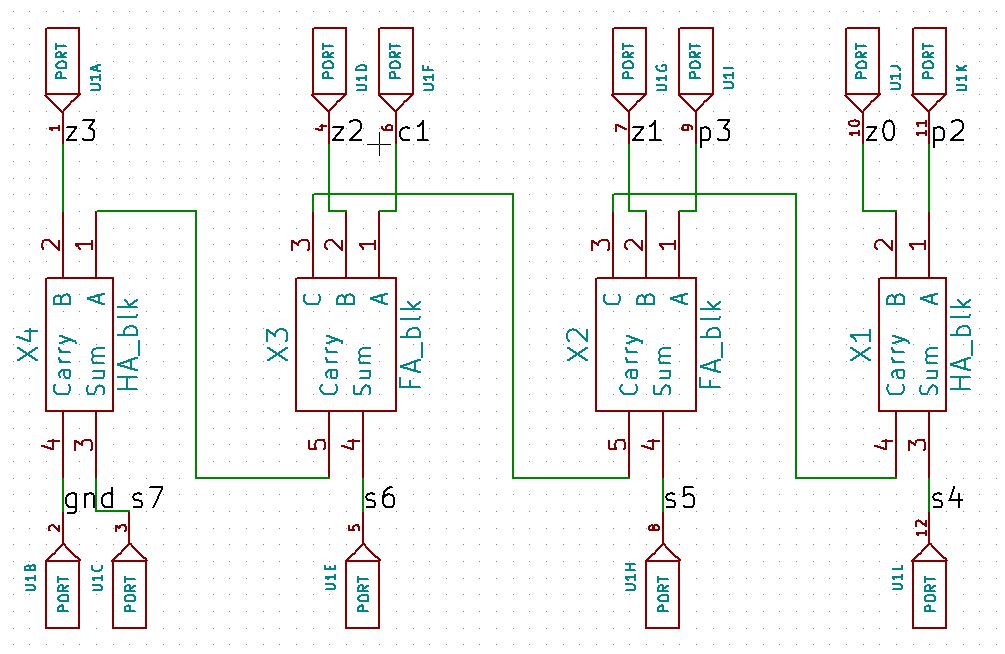 PORT U1A PORT U1D PORT U1F PORT U1G PORT U1I PORT U1J PORT U1K
1 z3 4 z2 6 c1 7 z1 9 p3 10 z0 11 p2
2 1 3 2 1 3 2 1 2 1
X4 B A HA_blk X3 C B A FA_blk X2 C B A FA_blk X1 B A HA_blk
Carry Sum Carry Sum Carry Sum Carry Sum
4 3 5 4 5 4 4 3
gnd s7 s6 s5 s4
2 3 5 8 12
U1B PORT U1C PORT U1E PORT U1H PORT U1L PORT